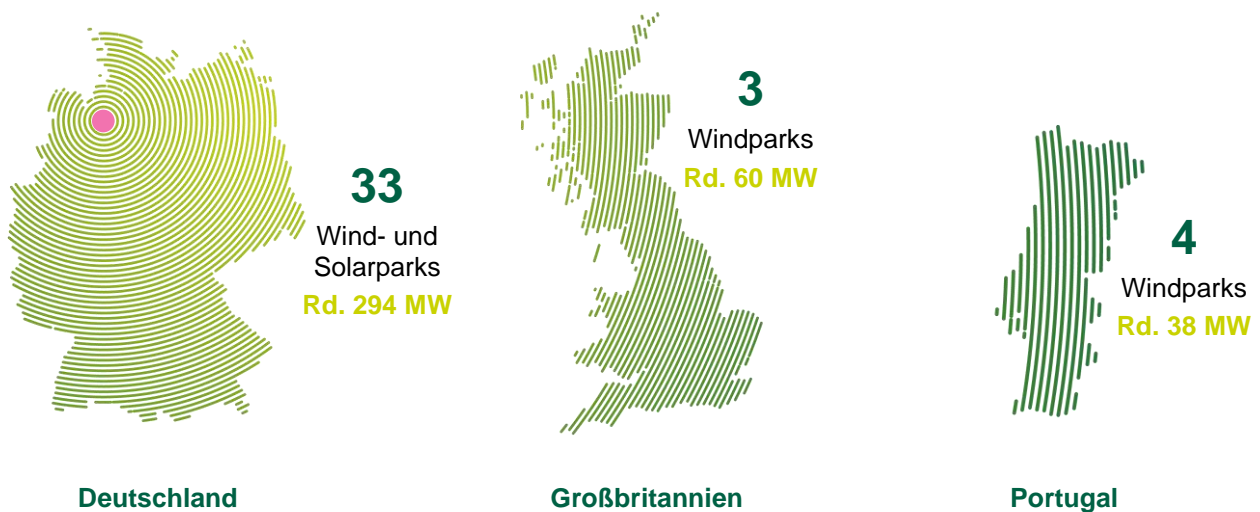 33
Wind- und
Solarparks
Rd. 294 MW
Deutschland
3
Windparks
Rd. 60 MW
Großbritannien
4
Windparks
Rd. 38 MW
Portugal